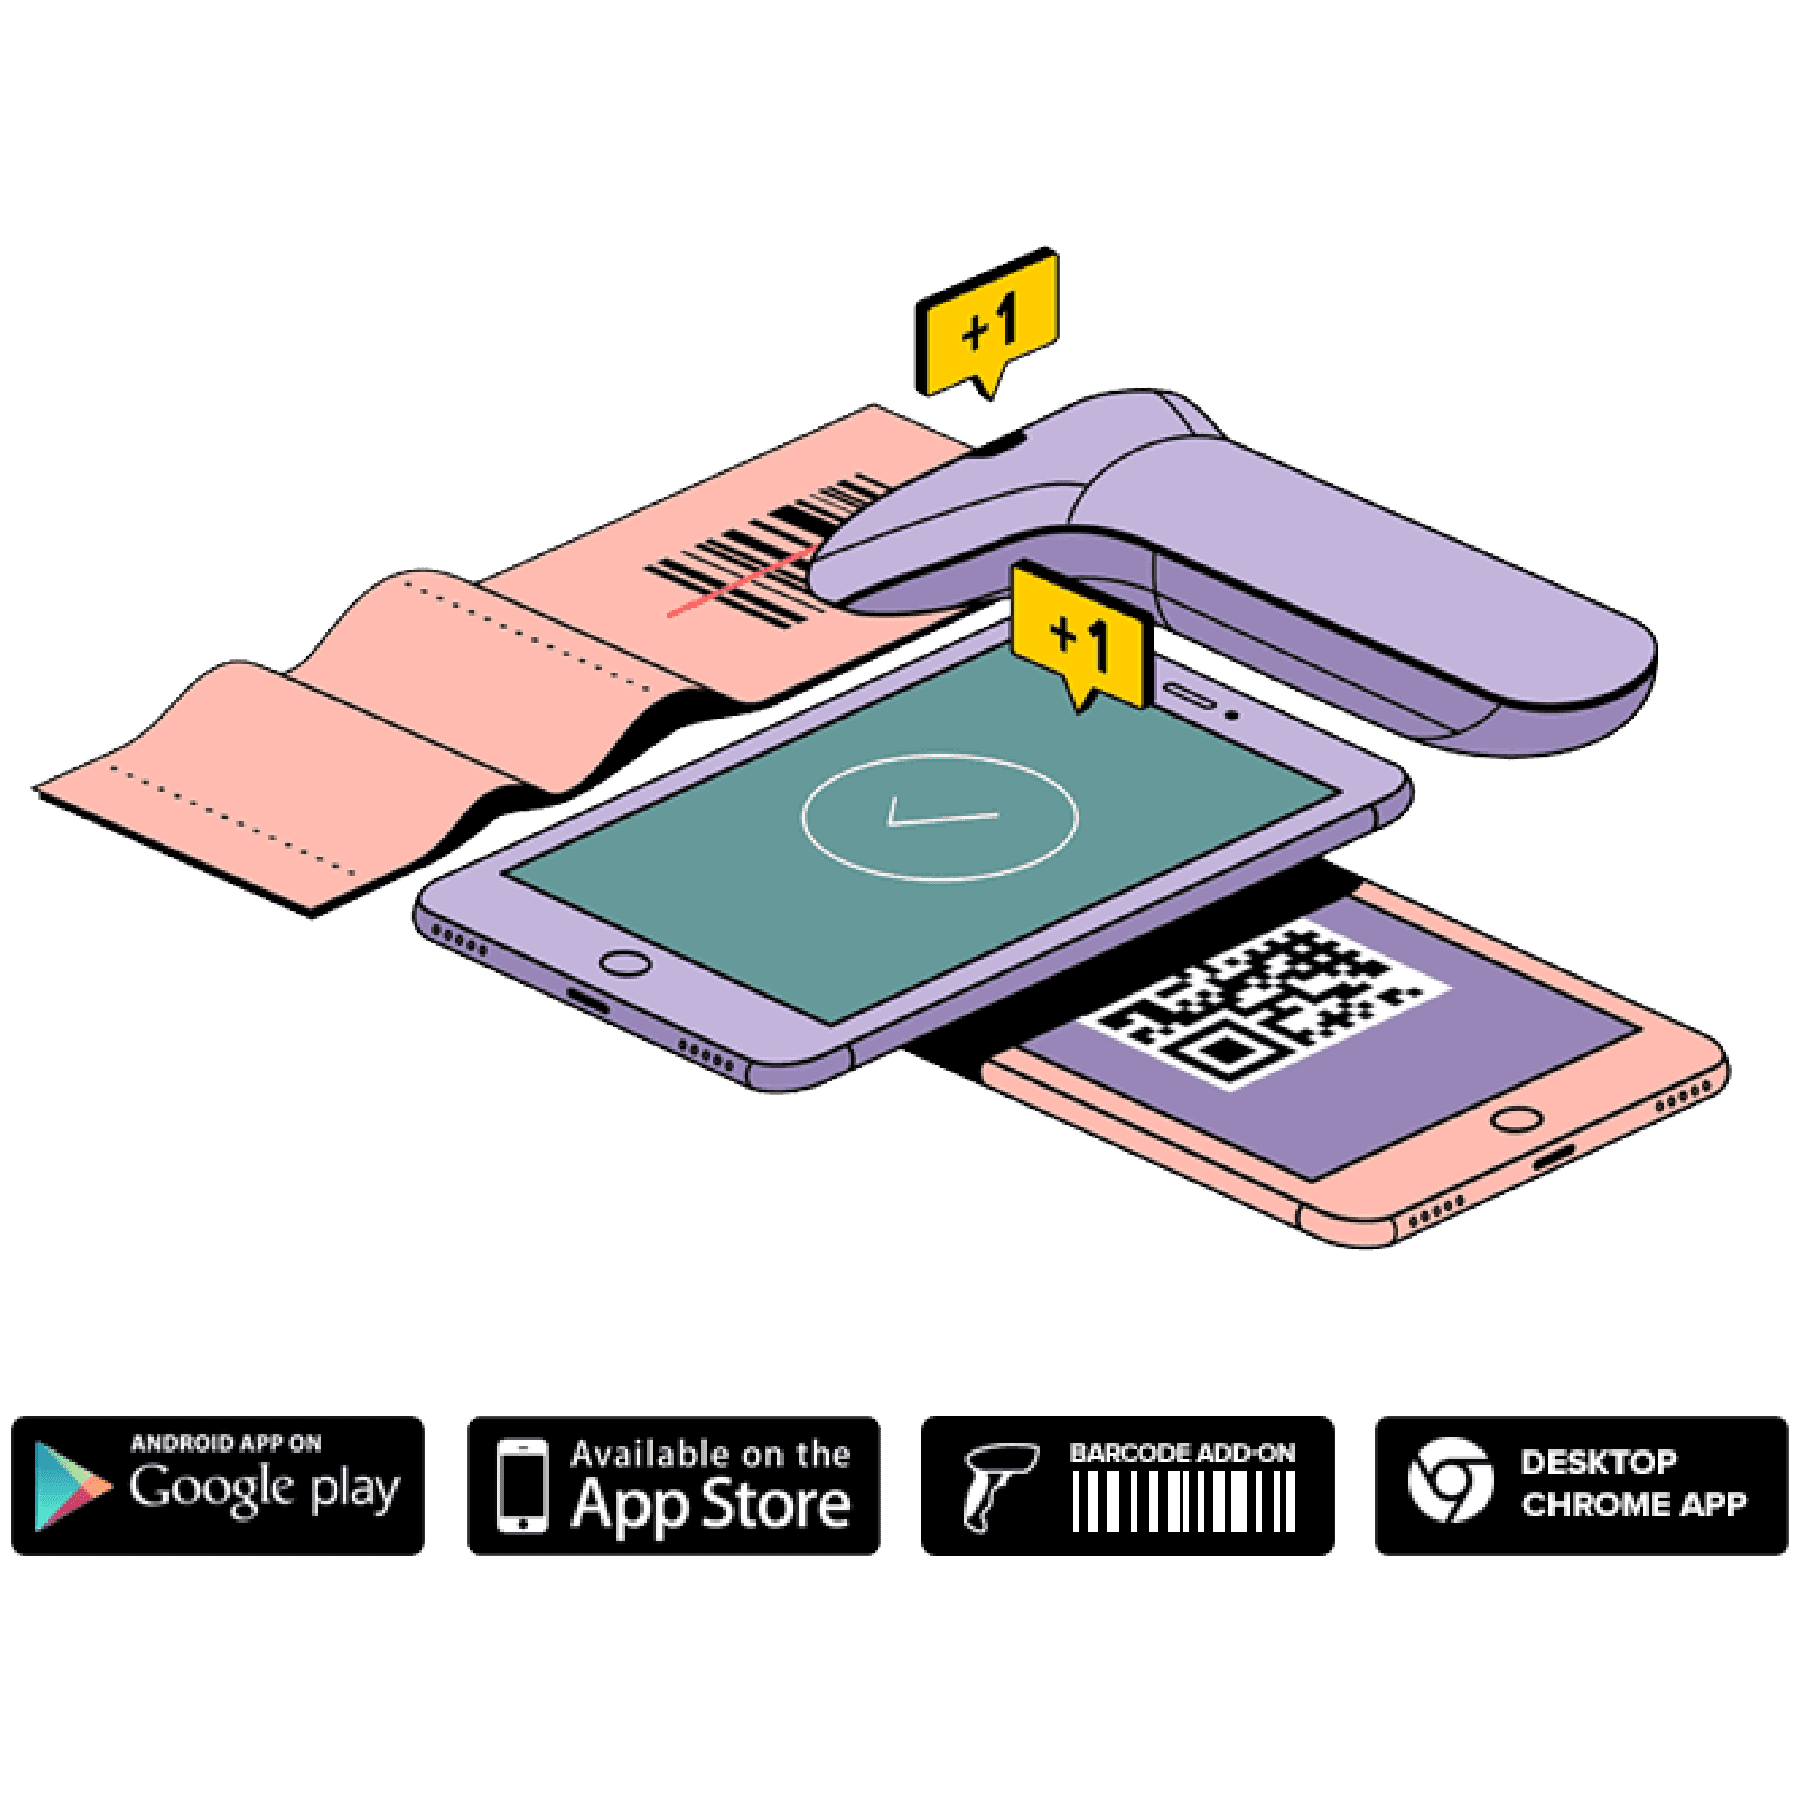 +1
+1
ANDROID APP ON
Google play
Available on the
App Store
BARCODE ADD-ON
DESKTOP
CHROME APP